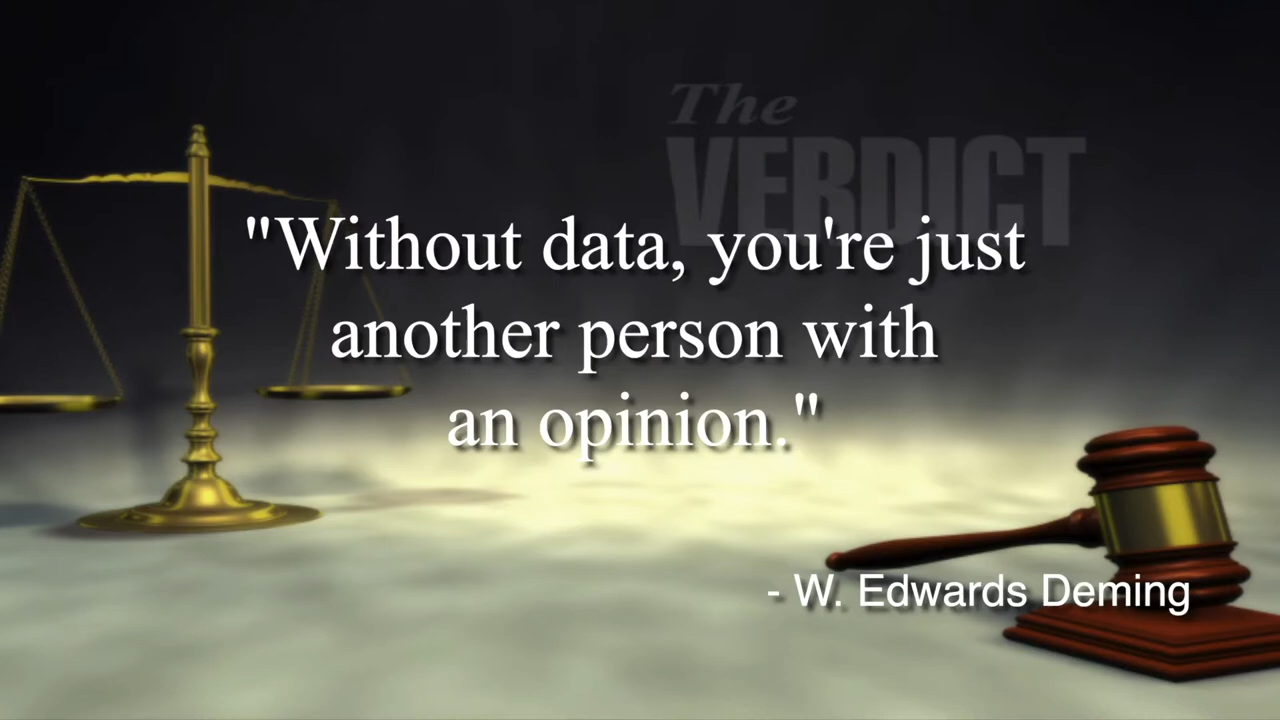 The
VERDICT
"Without data, you're just
another person with
an opinion."
- W. Edwards Deming